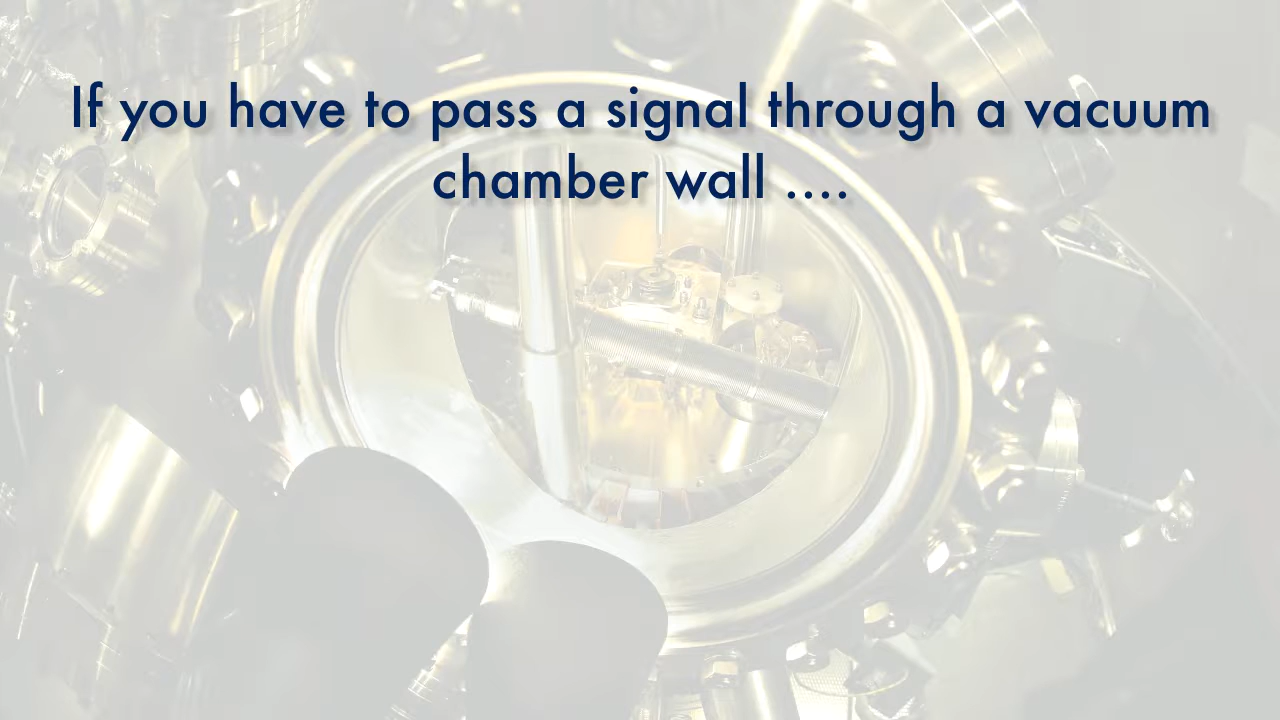 If you have to pass a signal through a vacuum
chamber wall ....